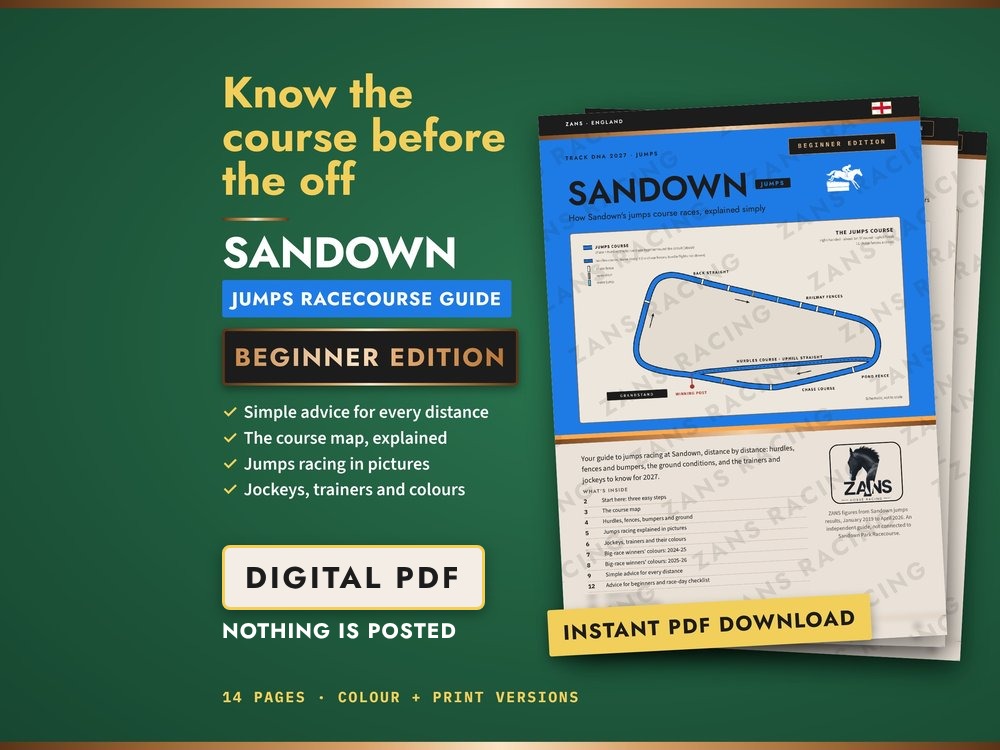 Know the
course before
the off
SANDOWN
JUMPS RACECOURSE GUIDE
BEGINNER EDITION
Simple advice for every distance
The course map, explained
Jumps racing in pictures
Jockeys, trainers and colours
DIGITAL PDF
NOTHING IS POSTED
14 PAGES · COLOUR + PRINT VERSIONS
ZANS · ENGLAND
BEGINNER EDITION
TRACK DNA 2027 · JUMPS
SANDOWN JUMPS
How Sandown's jumps course races, explained simply
JUMPS COURSE
THE JUMPS COURSE
BACK STRAIGHT
RAILWAY FENCES
HURDLES COURSE · UPHILL STRAIGHT
POND FENCE
CHASE COURSE
GRANDSTAND
WINNING POST
Schematic, not to scale
Your guide to jumps racing at Sandown, distance by distance: hurdles,
fences and bumpers, the ground conditions, and the trainers and
jockeys to know for 2027.
WHAT'S INSIDE
2 Start here: three easy steps
3 The course map
4 Hurdles, fences, bumpers and ground
5 Jumps racing explained in pictures
6 Jockeys, trainers and their colours
7 Big-race winners' colours: 2024-25
8 Big-race winners' colours: 2025-26
9 Simple advice for every distance
12 Advice for beginners and race-day checklist
ZANS
HORSE RACING
ZANS figures from Sandown jumps
results, January 2019 to April 2026. An
independent guide, not connected to
Sandown Park Racecourse.
ZANS RACING
INSTANT PDF DOWNLOAD